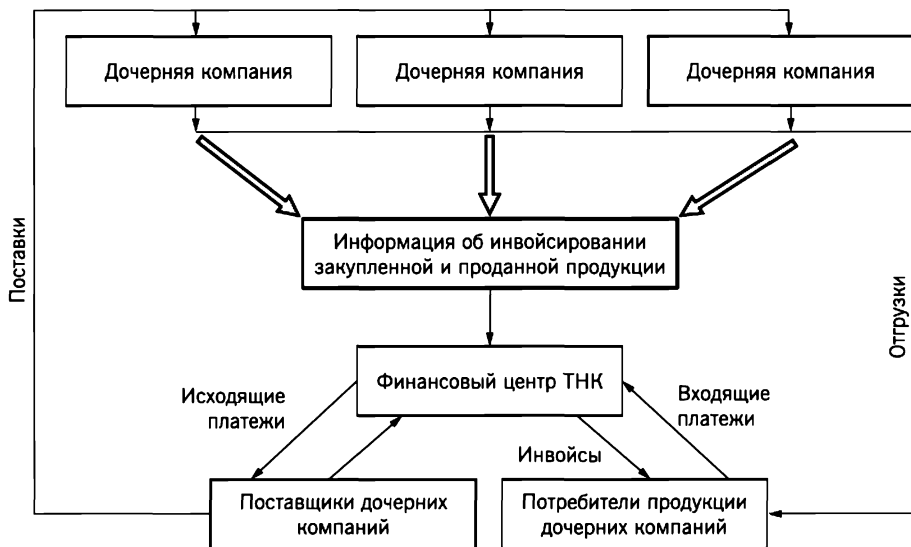 Дочерняя компания
Дочерняя компания
Дочерняя компания
Информация об инвойсировании
закупленной и проданной продукции
Поставки
Отгрузки
Финансовый центр ТНК
Исходящие
платежи
Входящие
платежи
Инвойсы
Поставщики дочерних
компаний
Потребители продукции
дочерних компаний